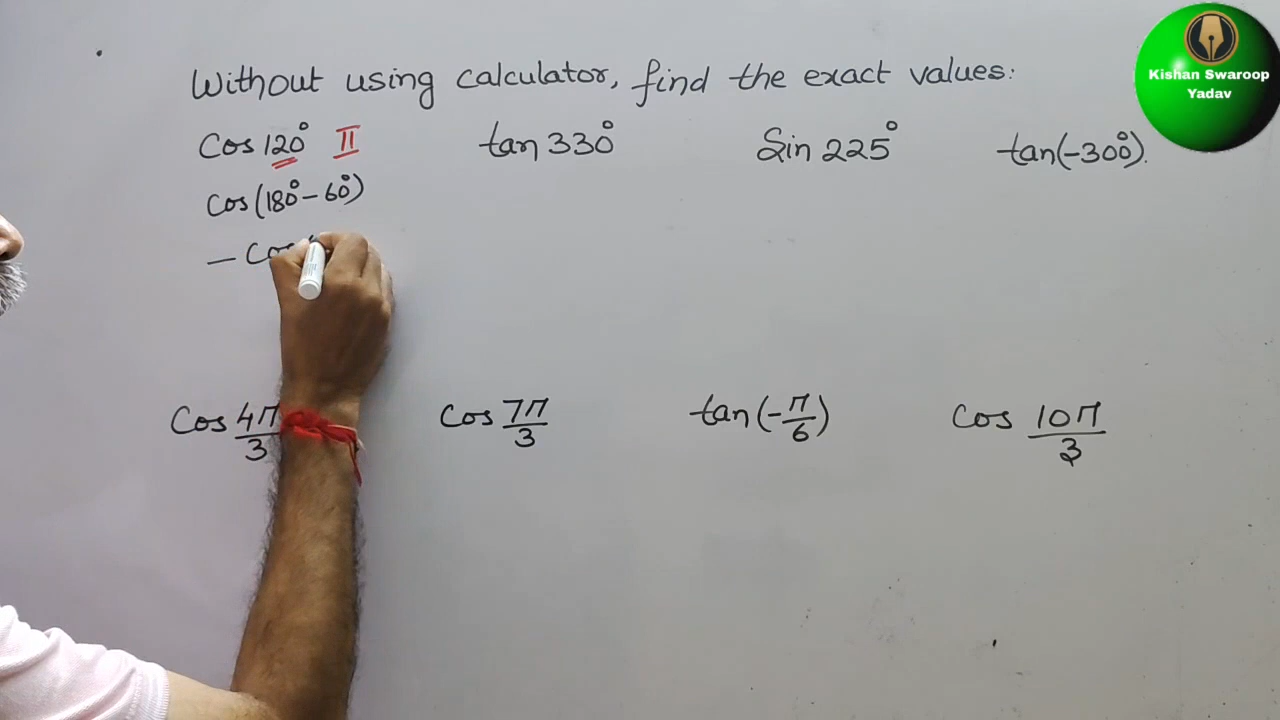 Without using calculator, find the exact values:
Kishan Swaroop
Yadav
Cos 120° II
tan 330°
Sin 225°
tan(-300°).
Cos(180° - 60°)
- Cos
Cos 4π/3
Cos 7π/3
tan(-π/6)
Cos 10π/3